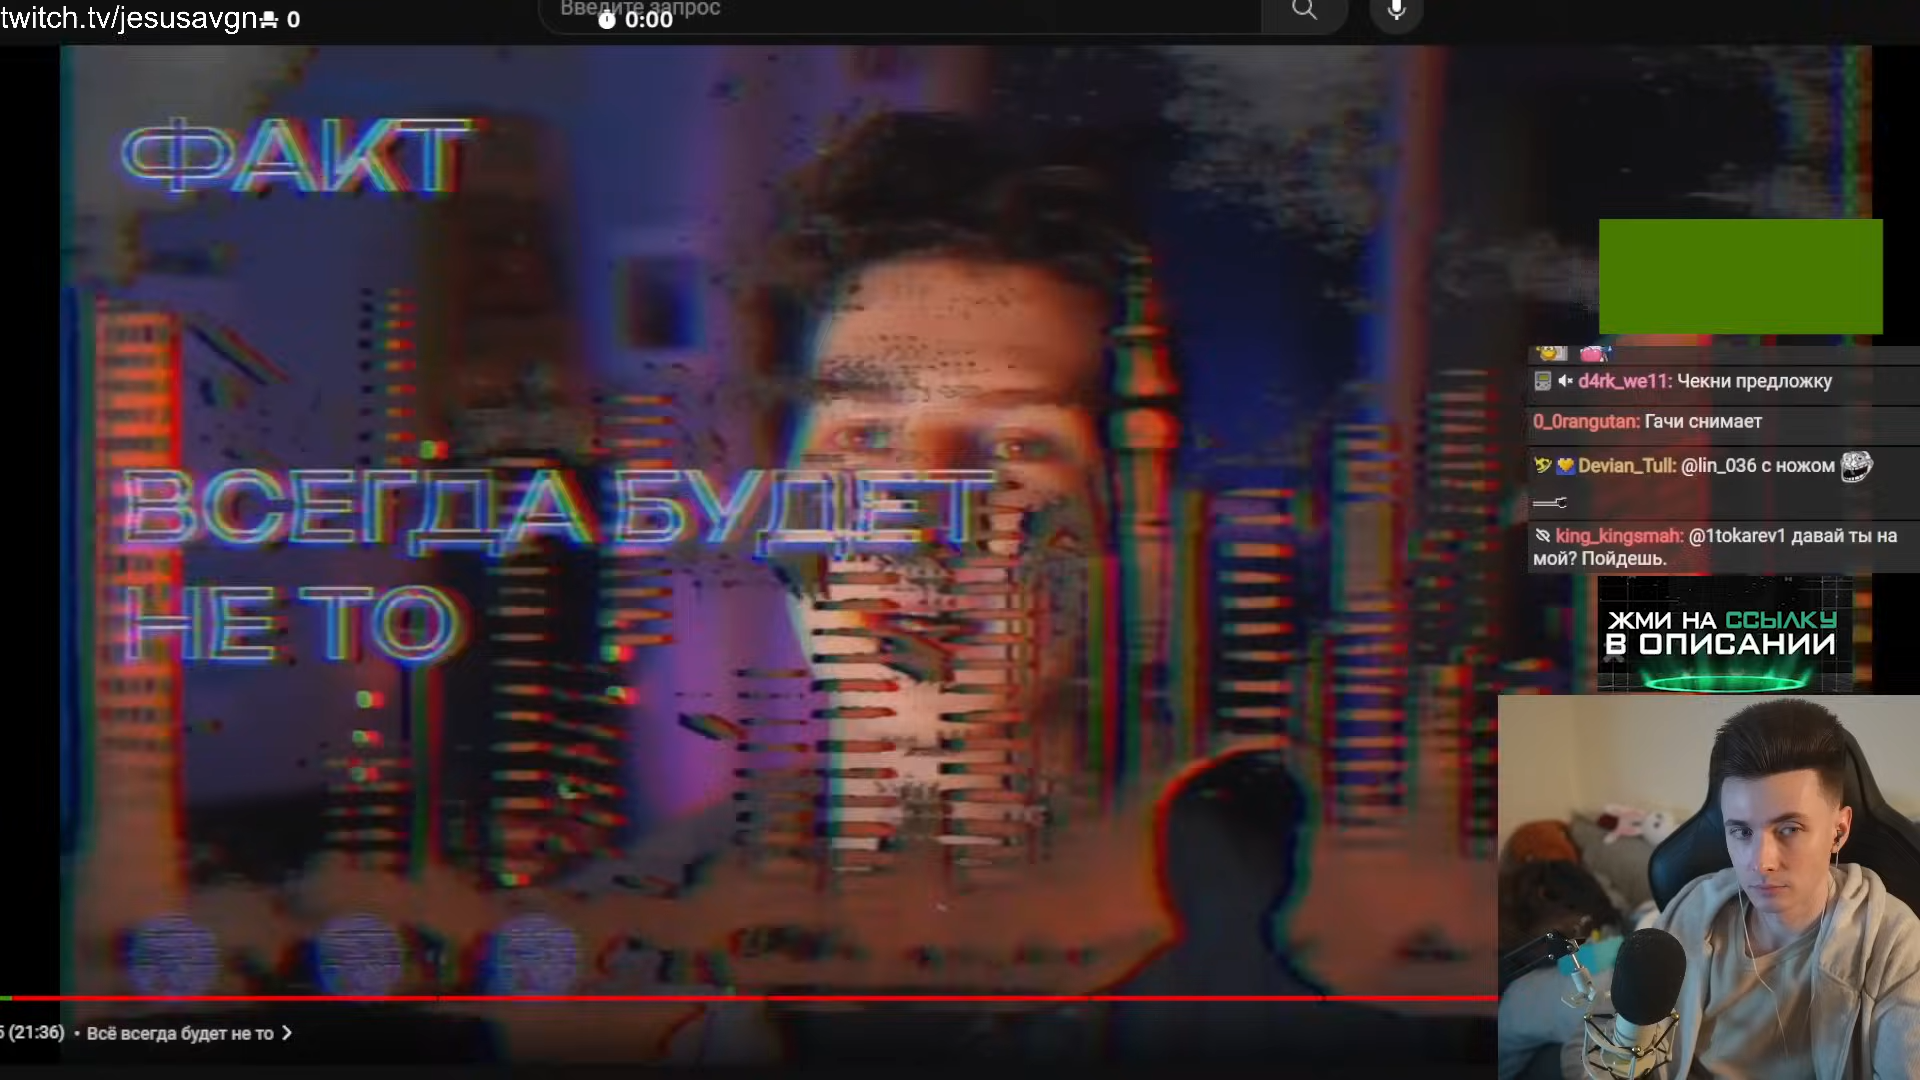 twitch.tv/jesusavgn 0
Введите запрос
0:00
ФАКТ
ВСЕГДА БУДЕТ
НЕ ТО
d4rk_we11: Чекни предложку
0_0rangutan: Гачи снимает
Devian_Tull: @lin_036 с ножом
king_kingsmah: @1tokarev1 давай ты на
мой? Пойдешь.
ЖМИ НА ССЫЛКУ
В ОПИСАНИИ
(21:36) • Всё всегда будет не то